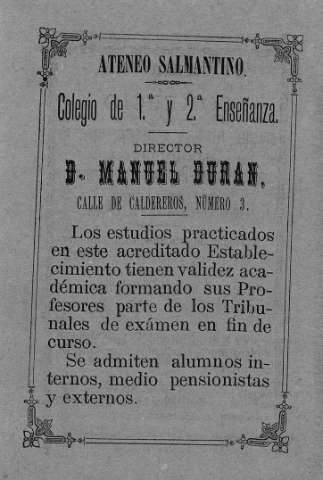 ATENEO SALMANTINO.
Colegio de 1.ª y 2.ª Enseñanza.
DIRECTOR
D. MANUEL DURAN,
CALLE DE CALDEREROS, NÚMERO 3.
Los estudios practicados
en este acreditado Estable-
cimiento tienen validez aca-
démica formando sus Pro-
fesores parte de los Tribu-
nales de exámen en fin de
curso.
Se admiten alumnos in-
ternos, medio pensionistas
y externos.